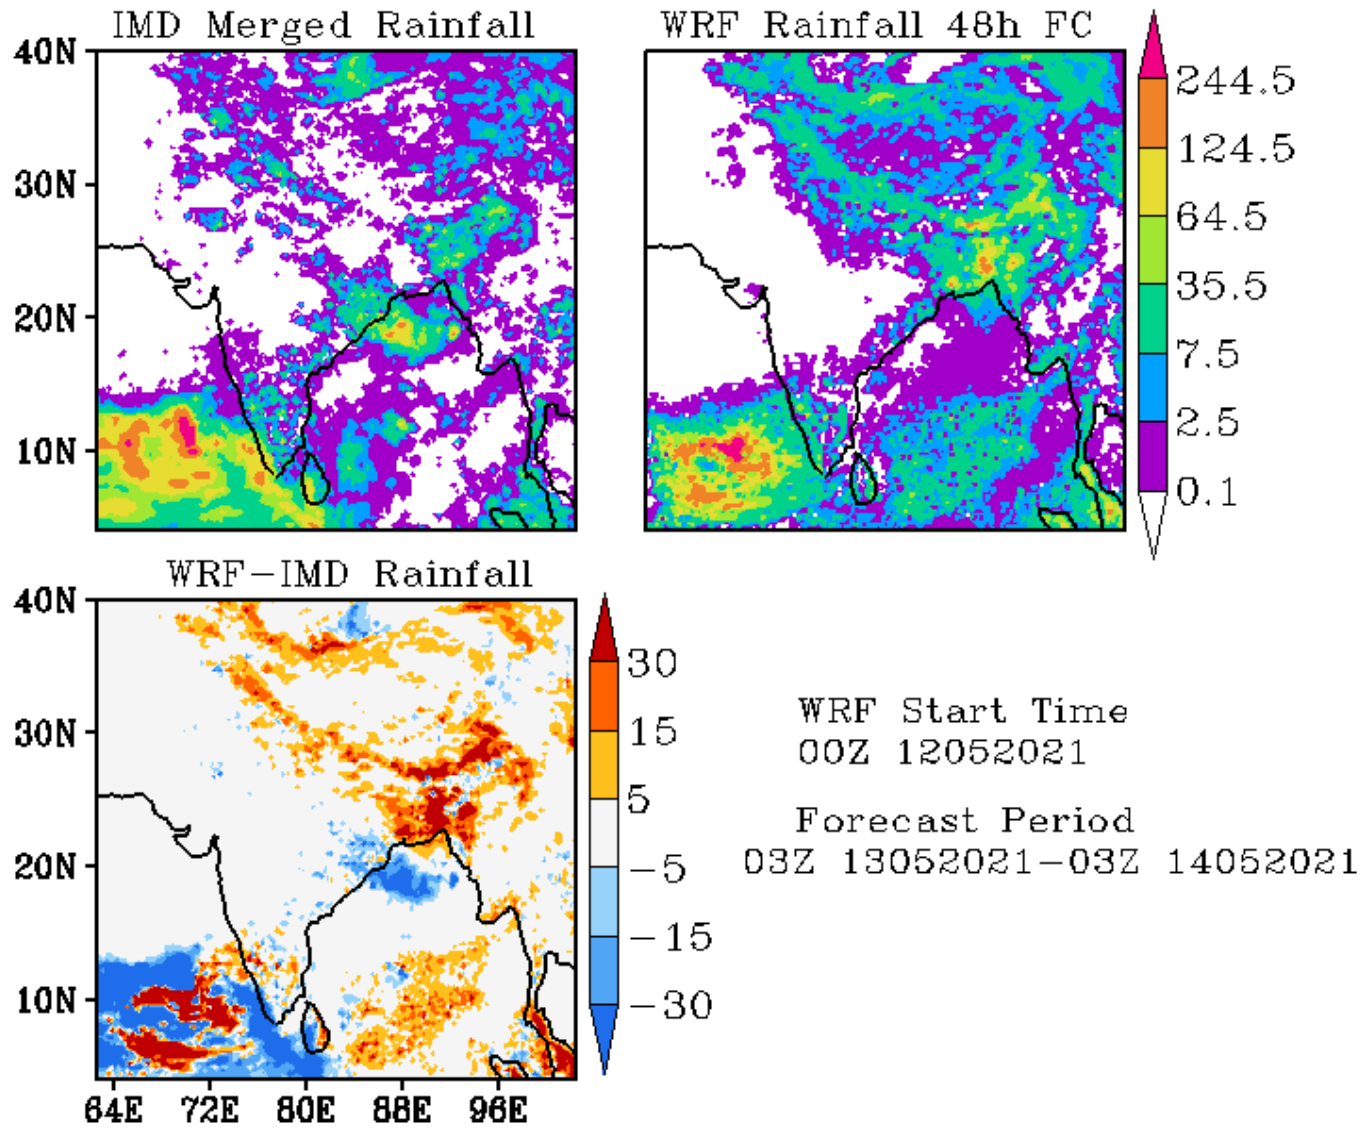 IMD Merged Rainfall
WRF Rainfall 48h FC
40N
30N
20N
10N
244.5
124.5
64.5
35.5
7.5
2.5
0.1
WRF-IMD Rainfall
40N
30N
20N
10N
64E 72E 80E 88E 96E
30
15
5
-5
-15
-30
WRF Start Time
00Z 12052021
Forecast Period
03Z 13052021-03Z 14052021